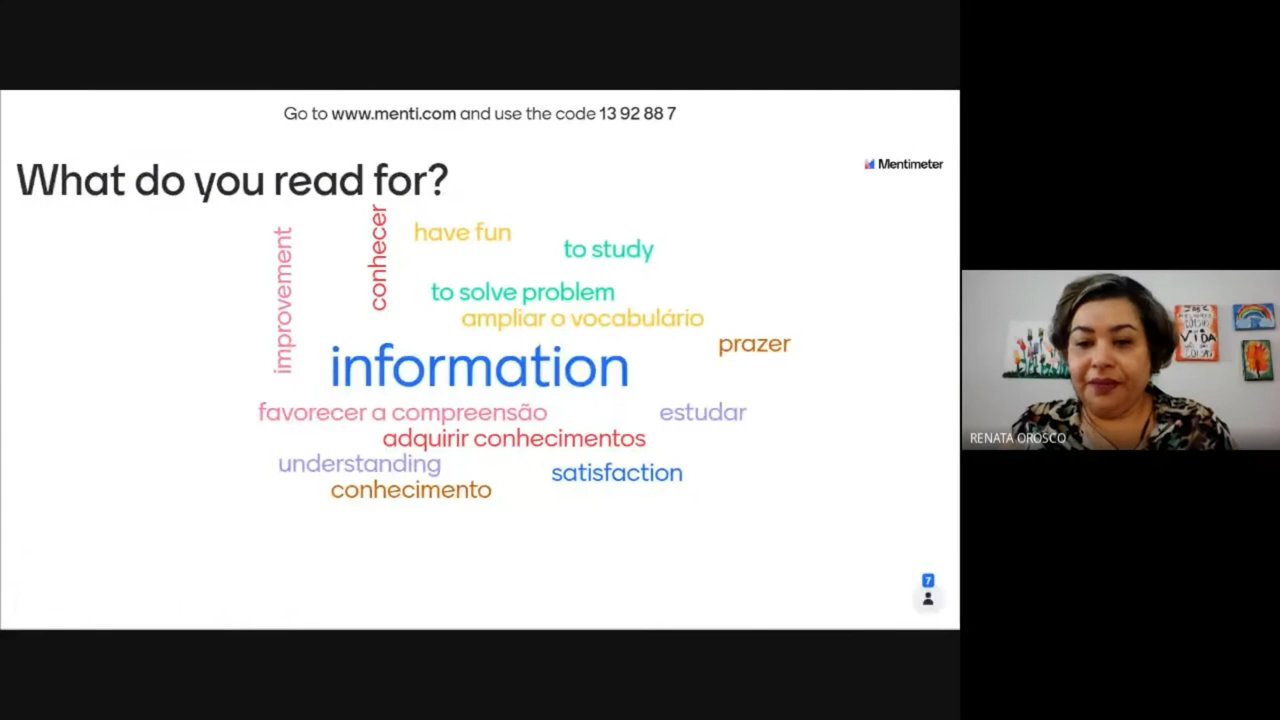 Go to www.menti.com and use the code 13 92 88 7
Mentimeter
What do you read for?
improvement
conhecer
have fun
to study
to solve problem
ampliar o vocabulário
prazer
information
favorecer a compreensão
estudar
adquirir conhecimentos
understanding
satisfaction
conhecimento
7
VIDA
RENATA OROSCO